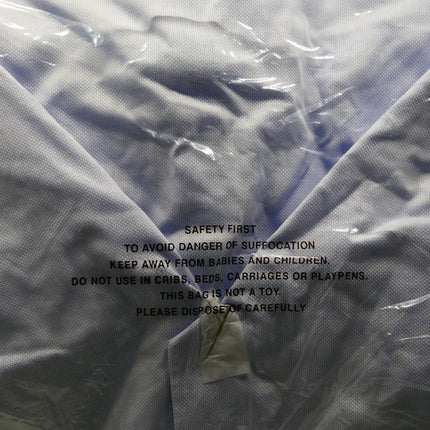 SAFETY FIRST
TO AVOID DANGER OF SUFFOCATION
KEEP AWAY FROM BABIES AND CHILDREN.
DO NOT USE IN CRIBS, BEDS, CARRIAGES OR PLAYPENS.
THIS BAG IS NOT A TOY.
PLEASE DISPOSE OF CAREFULLY